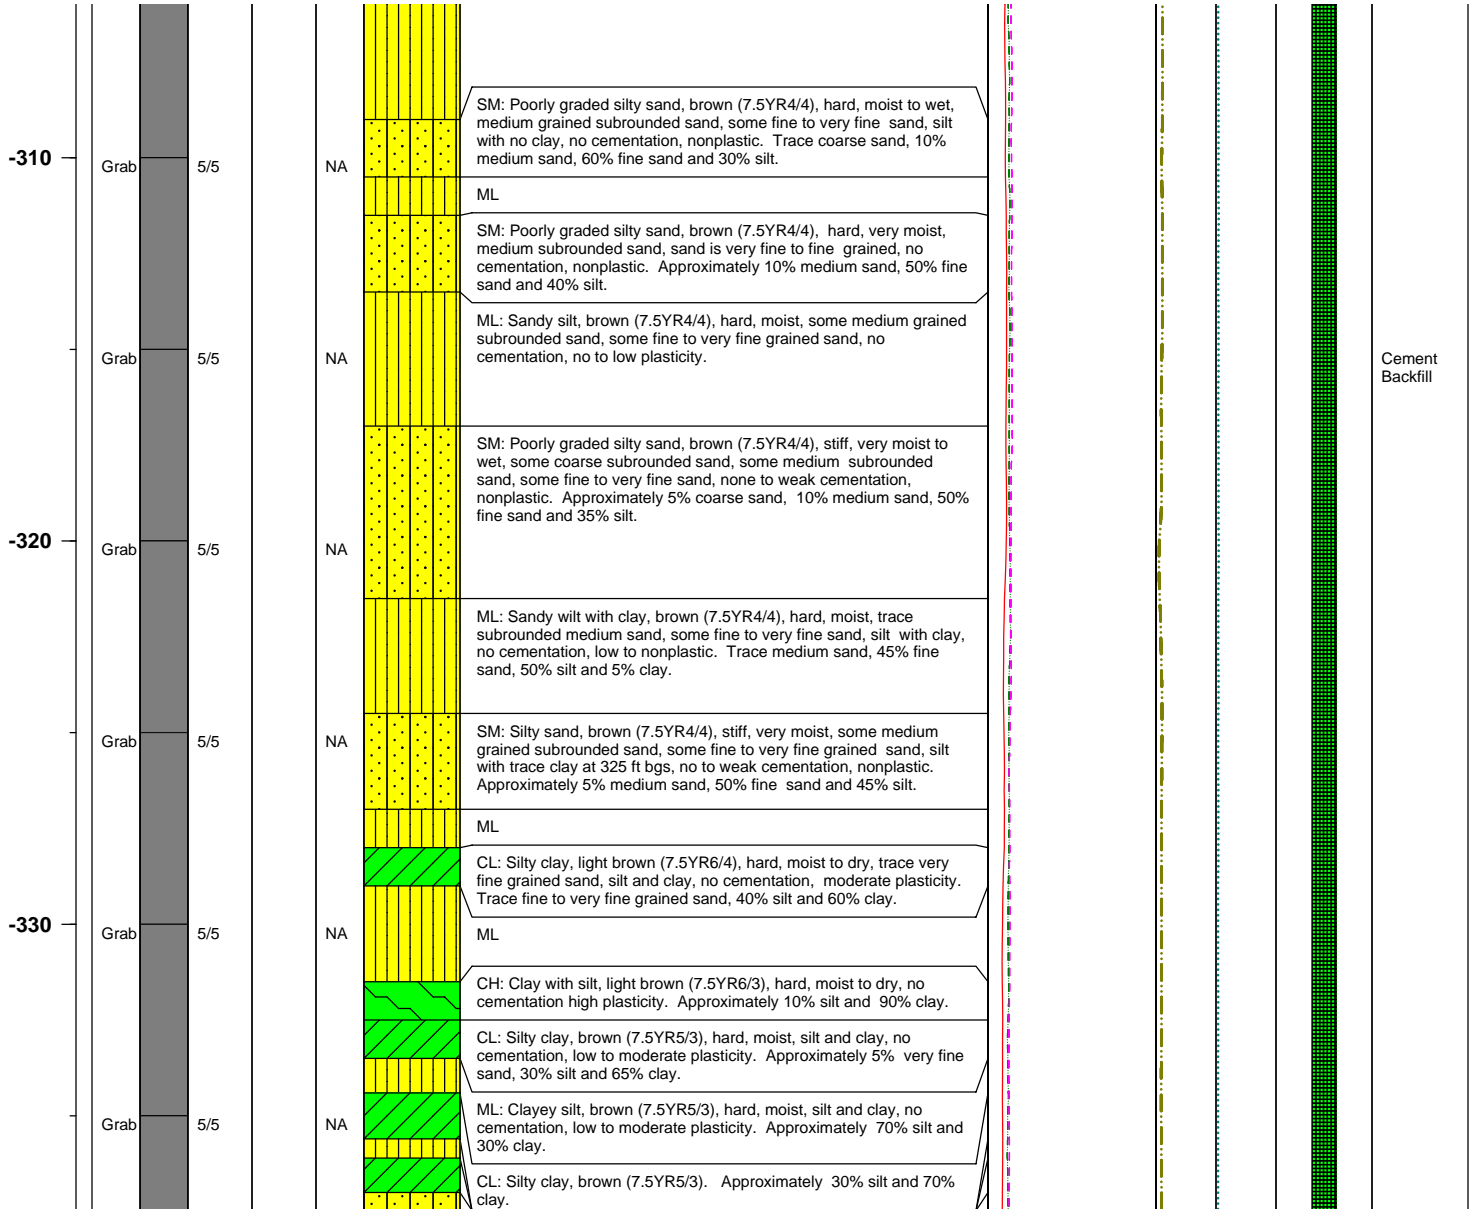 SM: Poorly graded silty sand, brown (7.5YR4/4), hard, moist to wet,
medium grained subrounded sand, some fine to very fine sand, silt
with no clay, no cementation, nonplastic. Trace coarse sand, 10%
medium sand, 60% fine sand and 30% silt.
-310
Grab
5/5
NA
ML
SM: Poorly graded silty sand, brown (7.5YR4/4), hard, very moist,
medium subrounded sand, sand is very fine to fine grained, no
cementation, nonplastic. Approximately 10% medium sand, 50% fine
sand and 40% silt.
ML: Sandy silt, brown (7.5YR4/4), hard, moist, some medium grained
subrounded sand, some fine to very fine grained sand, no
cementation, no to low plasticity.
Grab
5/5
NA
Cement
Backfill
SM: Poorly graded silty sand, brown (7.5YR4/4), stiff, very moist to
wet, some coarse subrounded sand, some medium subrounded
sand, some fine to very fine sand, none to weak cementation,
nonplastic. Approximately 5% coarse sand, 10% medium sand, 50%
fine sand and 35% silt.
-320
Grab
5/5
NA
ML: Sandy wilt with clay, brown (7.5YR4/4), hard, moist, trace
subrounded medium sand, some fine to very fine sand, silt with clay,
no cementation, low to nonplastic. Trace medium sand, 45% fine
sand, 50% silt and 5% clay.
SM: Silty sand, brown (7.5YR4/4), stiff, very moist, some medium
grained subrounded sand, some fine to very fine grained sand, silt
with trace clay at 325 ft bgs, no to weak cementation, nonplastic.
Approximately 5% medium sand, 50% fine sand and 45% silt.
Grab
5/5
NA
ML
CL: Silty clay, light brown (7.5YR6/4), hard, moist to dry, trace very
fine grained sand, silt and clay, no cementation, moderate plasticity.
Trace fine to very fine grained sand, 40% silt and 60% clay.
-330
Grab
5/5
NA
ML
CH: Clay with silt, light brown (7.5YR6/3), hard, moist to dry, no
cementation high plasticity. Approximately 10% silt and 90% clay.
CL: Silty clay, brown (7.5YR5/3), hard, moist, silt and clay, no
cementation, low to moderate plasticity. Approximately 5% very fine
sand, 30% silt and 65% clay.
ML: Clayey silt, brown (7.5YR5/3), hard, moist, silt and clay, no
cementation, low to moderate plasticity. Approximately 70% silt and
30% clay.
Grab
5/5
NA
CL: Silty clay, brown (7.5YR5/3). Approximately 30% silt and 70%
clay.